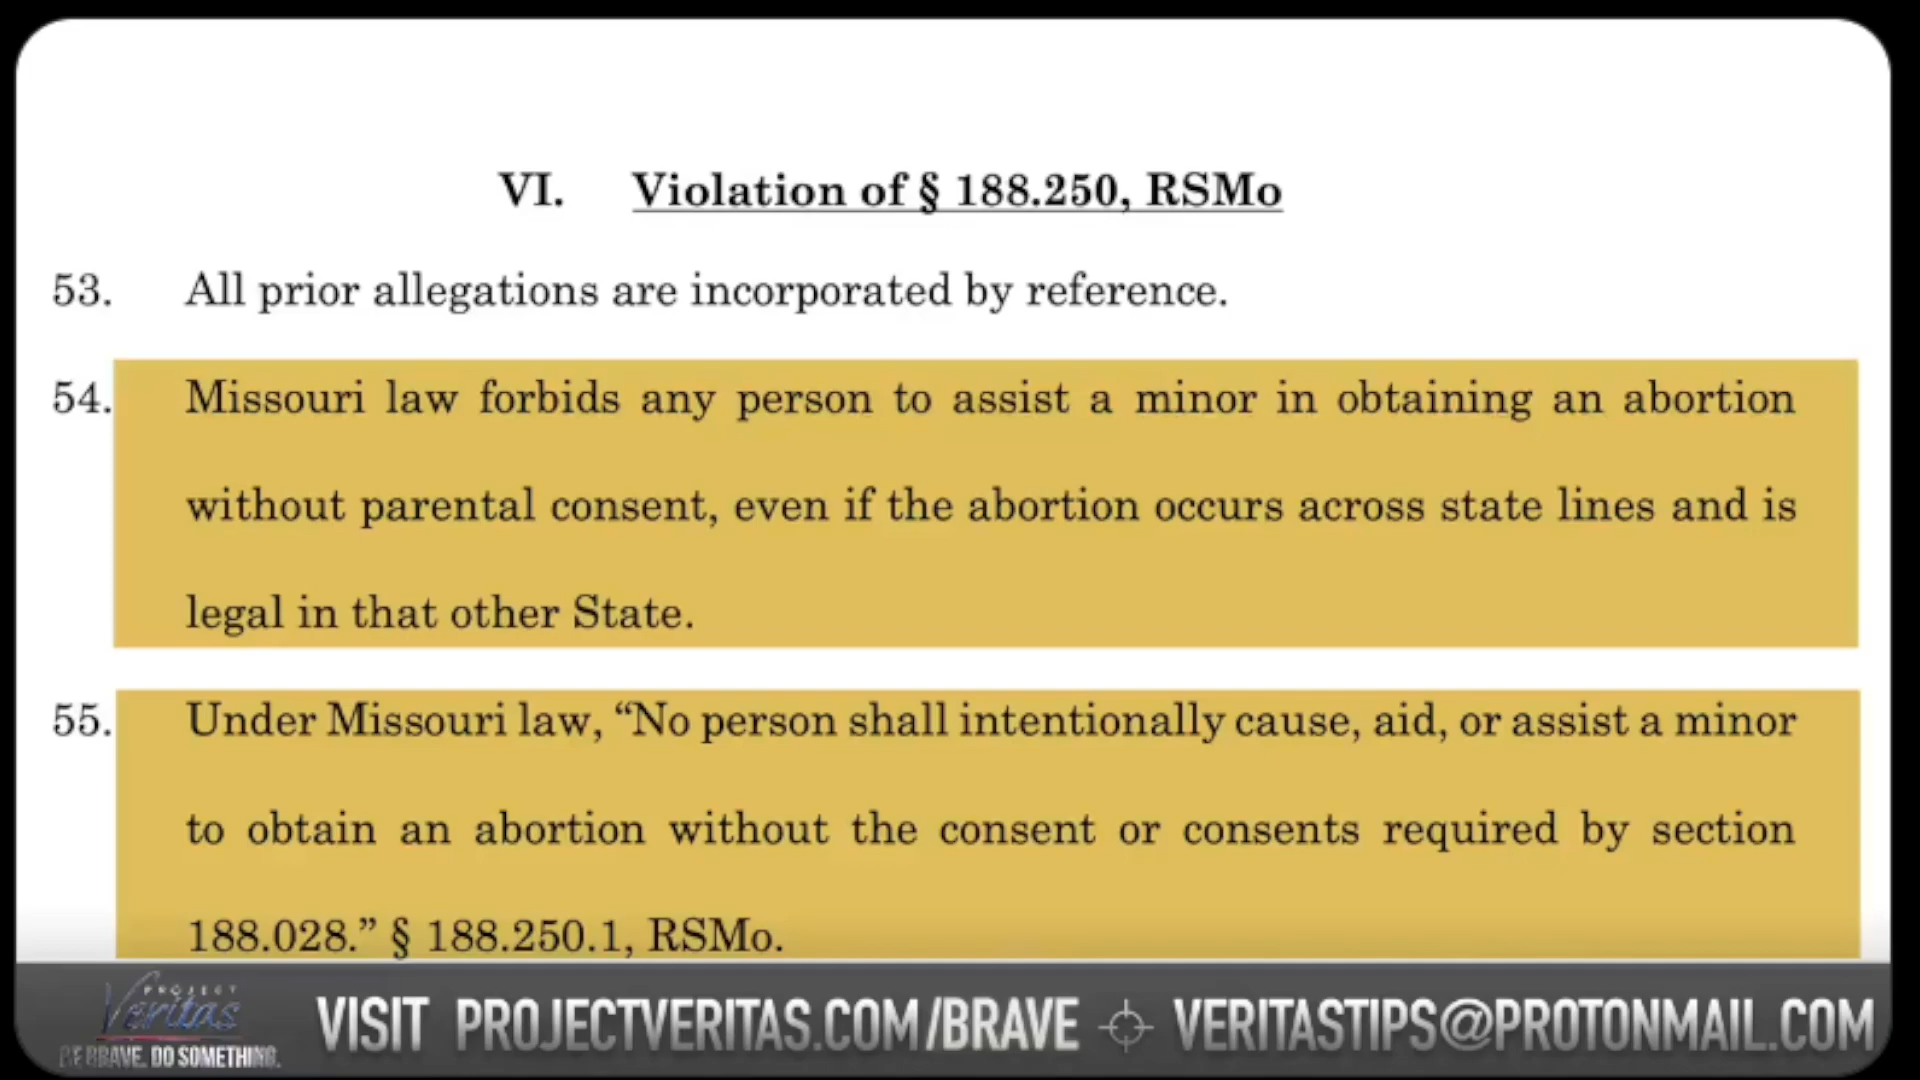 VI. Violation of § 188.250, RSMo
53. All prior allegations are incorporated by reference.
54. Missouri law forbids any person to assist a minor in obtaining an abortion
without parental consent, even if the abortion occurs across state lines and is
legal in that other State.
55. Under Missouri law, “No person shall intentionally cause, aid, or assist a minor
to obtain an abortion without the consent or consents required by section
188.028.” § 188.250.1, RSMo.
PROJECT
Veritas
BE BRAVE. DO SOMETHING.
VISIT PROJECTVERITAS.COM/BRAVE VERITASTIPS@PROTONMAIL.COM